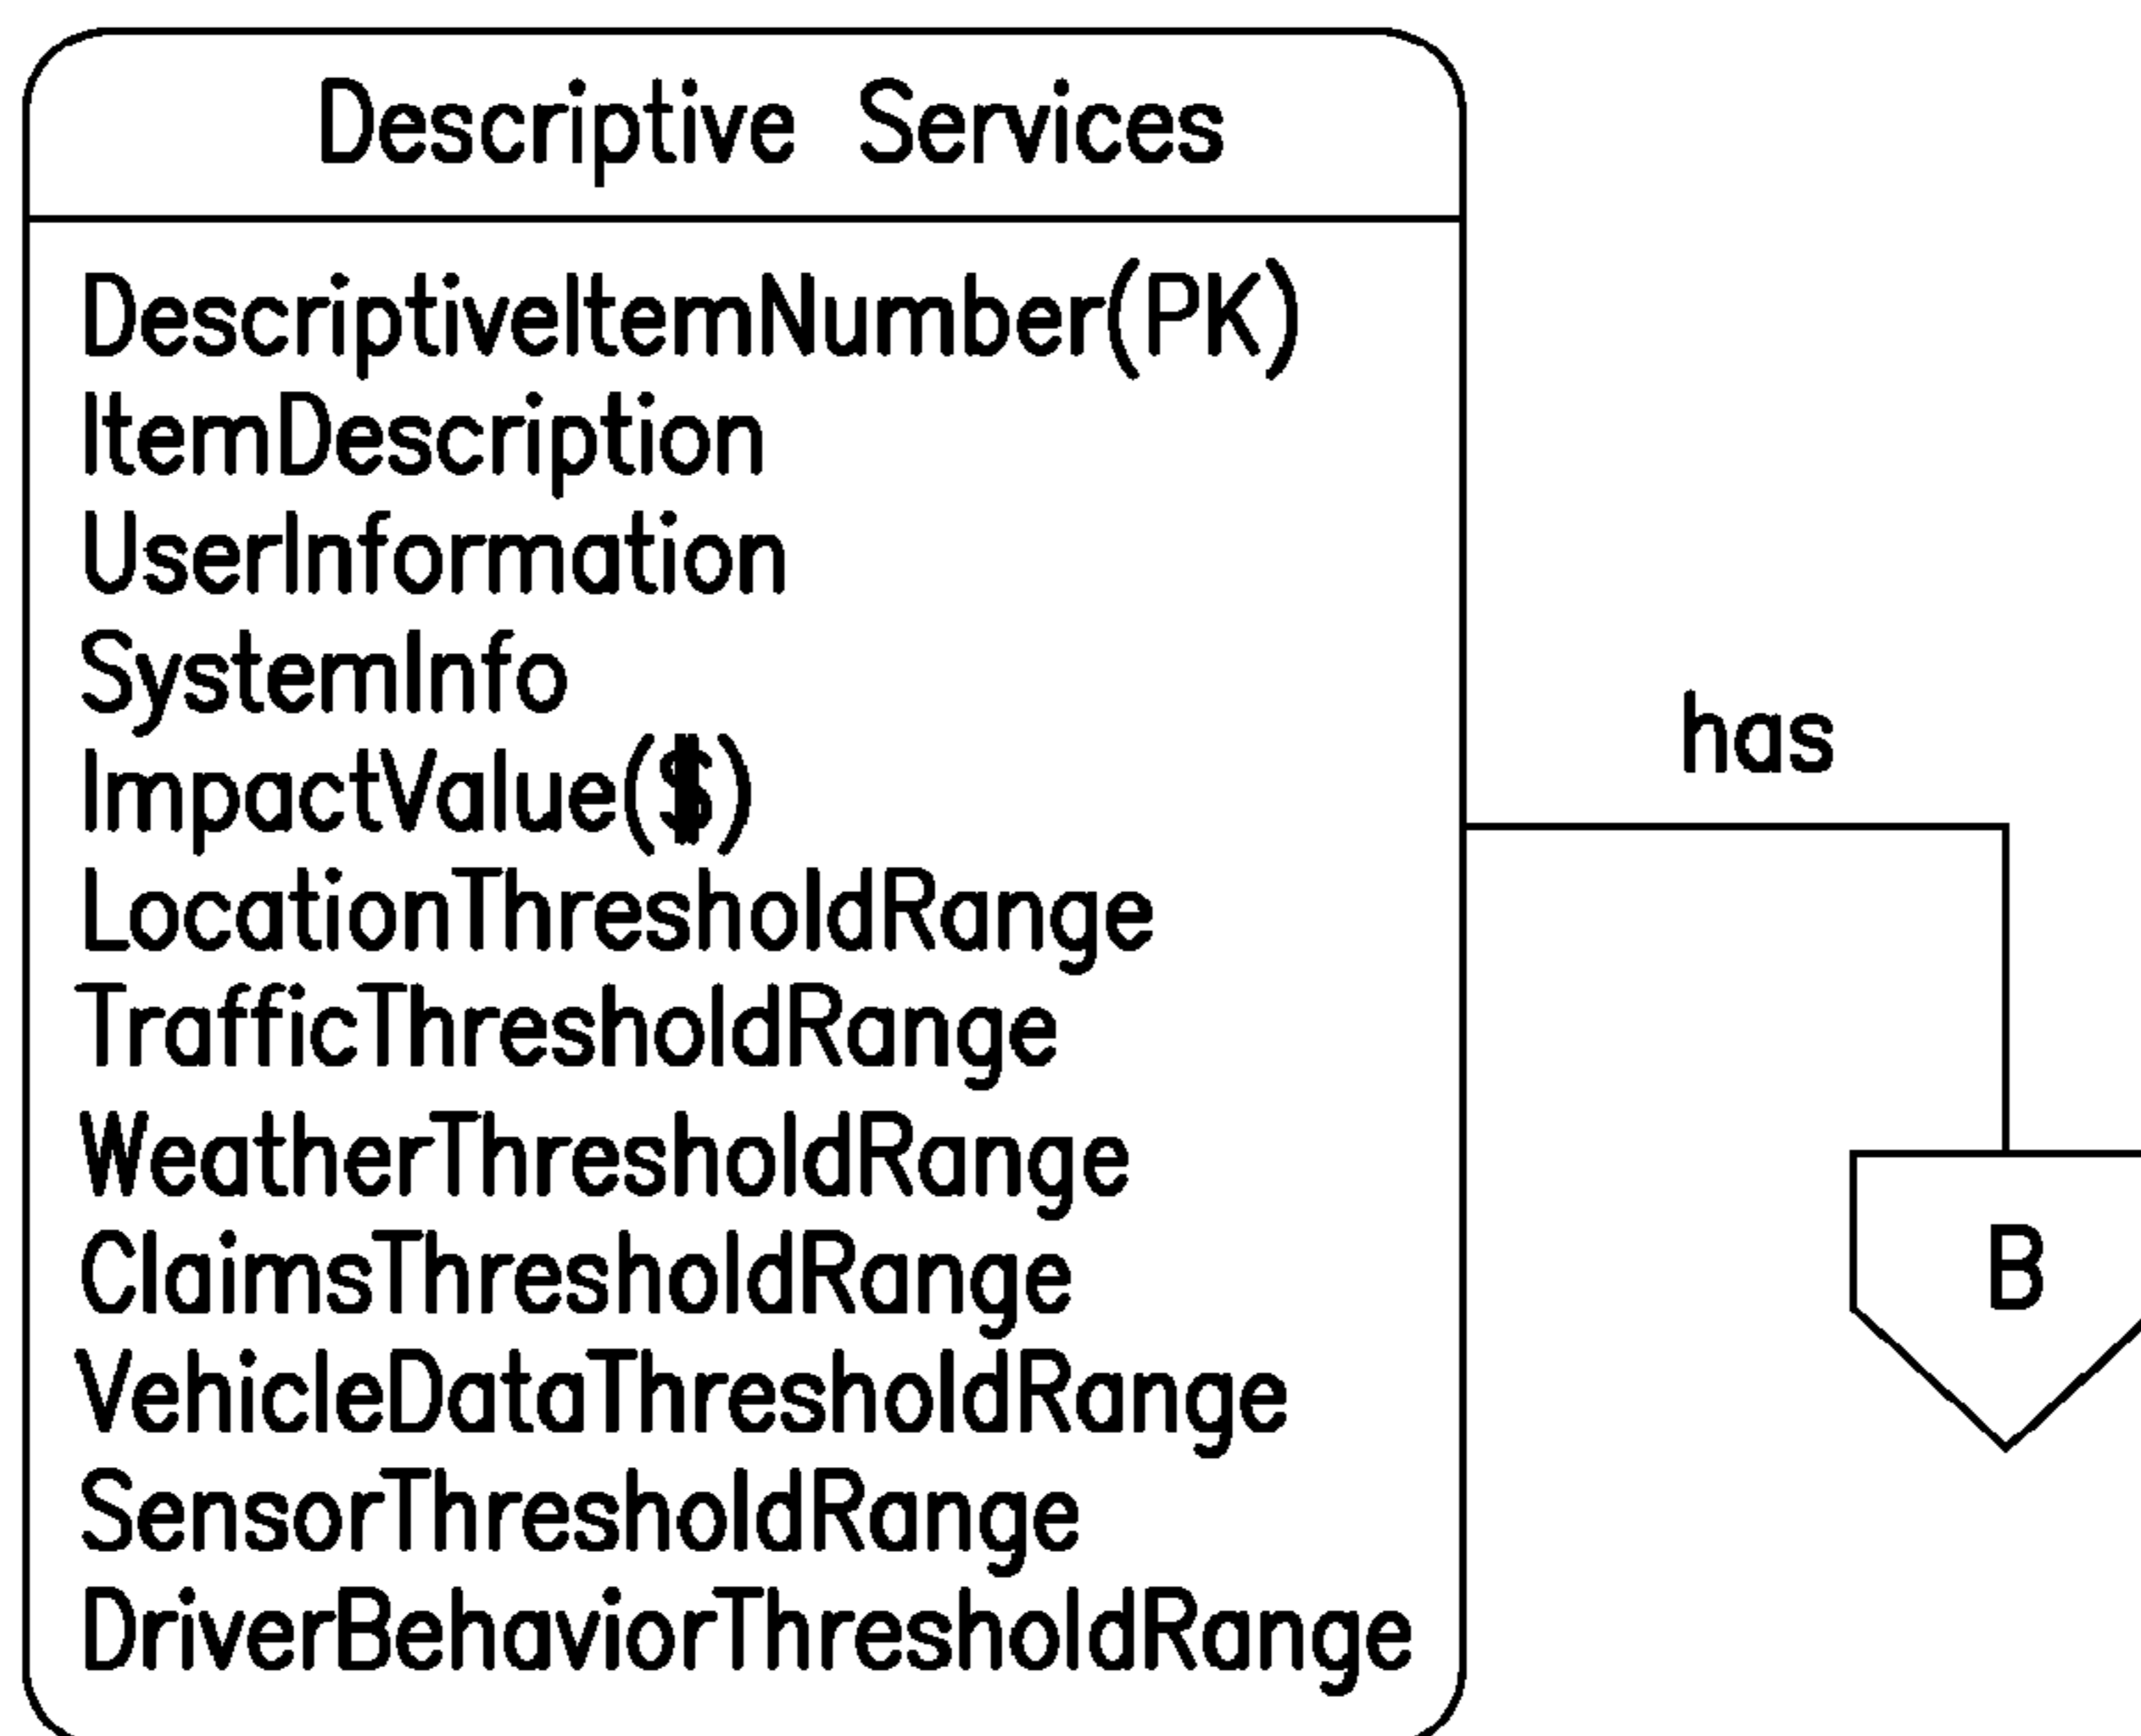 Descriptive Services
DescriptiveItemNumber(PK)
ItemDescription
UserInformation
SystemInfo
ImpactValue($)
LocationThresholdRange
TrafficThresholdRange
WeatherThresholdRange
ClaimsThresholdRange
VehicleDataThresholdRange
SensorThresholdRange
DriverBehaviorThresholdRange
has
B